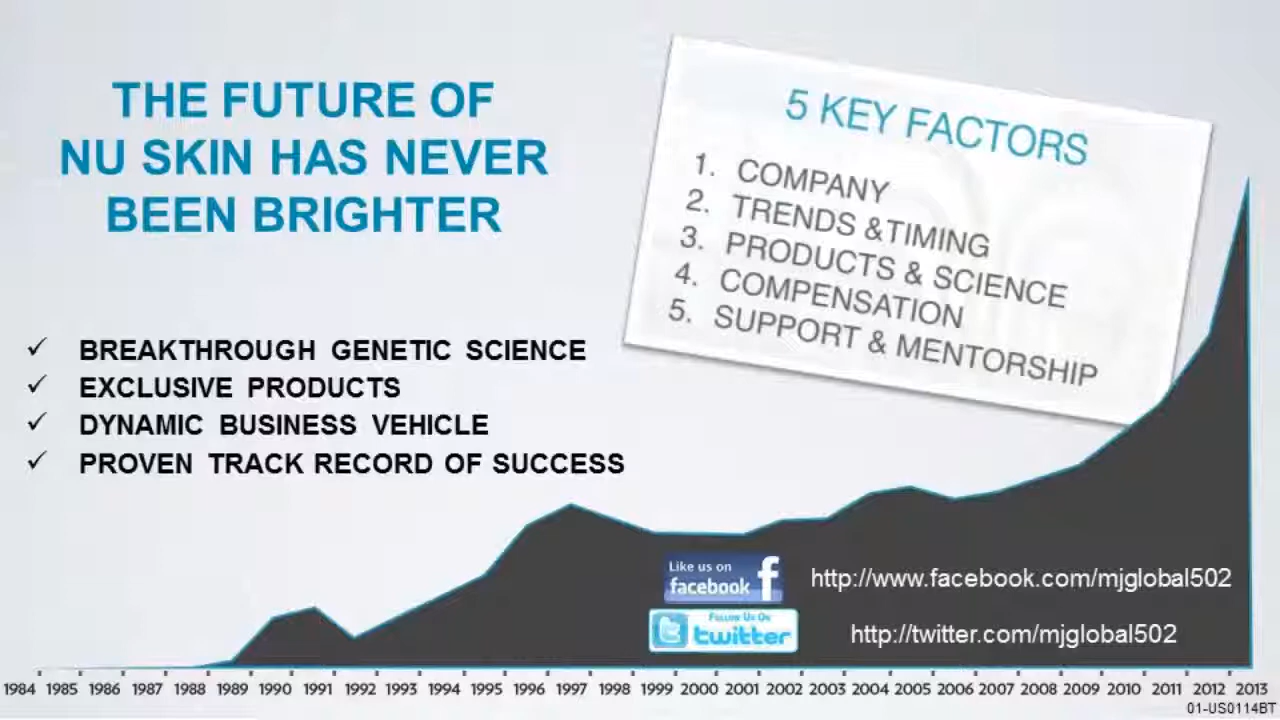 THE FUTURE OF
NU SKIN HAS NEVER
BEEN BRIGHTER
5 KEY FACTORS
1. COMPANY
2. TRENDS &TIMING
3. PRODUCTS & SCIENCE
4. COMPENSATION
5. SUPPORT & MENTORSHIP
✓ BREAKTHROUGH GENETIC SCIENCE
✓ EXCLUSIVE PRODUCTS
✓ DYNAMIC BUSINESS VEHICLE
✓ PROVEN TRACK RECORD OF SUCCESS
Like us on
facebook f
http://www.facebook.com/mjglobal502
Follow Us On
twitter
http://twitter.com/mjglobal502
1984 1985 1986 1987 1988 1989 1990 1991 1992 1993 1994 1995 1996 1997 1998 1999 2000 2001 2002 2003 2004 2005 2006 2007 2008 2009 2010 2011 2012 2013
01-US0114BT